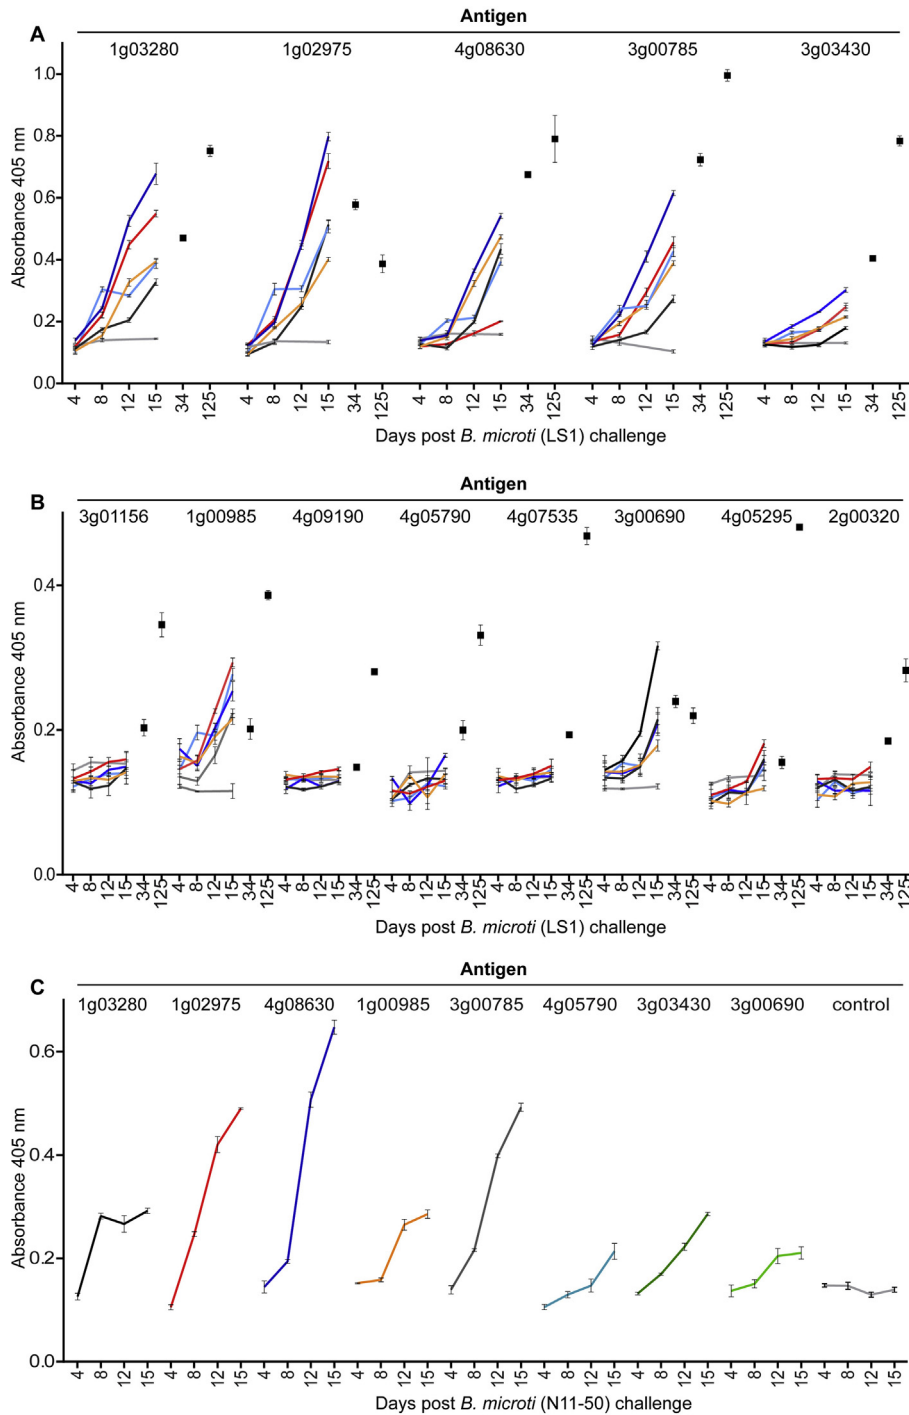 Antigen
A
1g03280 1g02975 4g08630 3g00785 3g03430
1.0
0.8
0.6
0.4
0.2
0.0
Absorbance 405 nm
4 8 12 15 34 125 4 8 12 15 34 125 4 8 12 15 34 125 4 8 12 15 34 125 4 8 12 15 34 125
Days post B. microti (LS1) challenge
Antigen
B
3g01156 1g00985 4g09190 4g05790 4g07535 3g00690 4g05295 2g00320
0.4
0.2
0.0
Absorbance 405 nm
4 8 12 15 34 125 4 8 12 15 34 125 4 8 12 15 34 125 4 8 12 15 34 125 4 8 12 15 34 125 4 8 12 15 34 125 4 8 12 15 34 125 4 8 12 15 34 125
Days post B. microti (LS1) challenge
Antigen
C
1g03280 1g02975 4g08630 1g00985 3g00785 4g05790 3g03430 3g00690 control
0.6
0.4
0.2
0.0
Absorbance 405 nm
4 8 12 15 4 8 12 15 4 8 12 15 4 8 12 15 4 8 12 15 4 8 12 15 4 8 12 15 4 8 12 15 4 8 12 15
Days post B. microti (N11-50) challenge